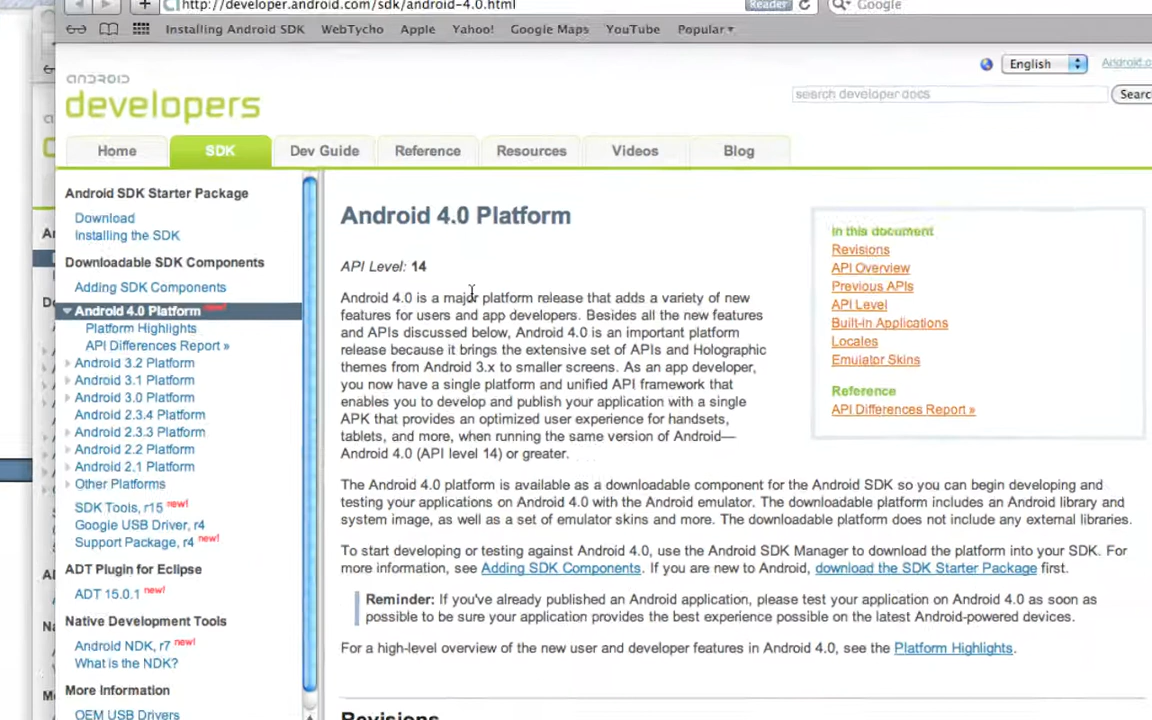 http://developer.android.com/sdk/android-4.0.html
Reader
Google
Installing Android SDK WebTycho Apple Yahoo! Google Maps YouTube Popular
English
android
developers
search developer docs
Home SDK Dev Guide Reference Resources Videos Blog
Android SDK Starter Package
Download
Installing the SDK
Downloadable SDK Components
Adding SDK Components
Android 4.0 Platform
Platform Highlights
API Differences Report »
Android 3.2 Platform
Android 3.1 Platform
Android 3.0 Platform
Android 2.3.4 Platform
Android 2.3.3 Platform
Android 2.2 Platform
Android 2.1 Platform
Other Platforms
SDK Tools, r15 new!
Google USB Driver, r4
Support Package, r4 new!
ADT Plugin for Eclipse
ADT 15.0.1 new!
Native Development Tools
Android NDK, r7 new!
What is the NDK?
More Information
OEM USB Drivers
Android 4.0 Platform
API Level: 14
Android 4.0 is a major platform release that adds a variety of new
features for users and app developers. Besides all the new features
and APIs discussed below, Android 4.0 is an important platform
release because it brings the extensive set of APIs and Holographic
themes from Android 3.x to smaller screens. As an app developer,
you now have a single platform and unified API framework that
enables you to develop and publish your application with a single
APK that provides an optimized user experience for handsets,
tablets, and more, when running the same version of Android—
Android 4.0 (API level 14) or greater.
In this document
Revisions
API Overview
Previous APIs
API Level
Built-in Applications
Locales
Emulator Skins
Reference
API Differences Report »
The Android 4.0 platform is available as a downloadable component for the Android SDK so you can begin developing and
testing your applications on Android 4.0 with the Android emulator. The downloadable platform includes an Android library and
system image, as well as a set of emulator skins and more. The downloadable platform does not include any external libraries.
To start developing or testing against Android 4.0, use the Android SDK Manager to download the platform into your SDK. For
more information, see Adding SDK Components. If you are new to Android, download the SDK Starter Package first.
Reminder: If you've already published an Android application, please test your application on Android 4.0 as soon as
possible to be sure your application provides the best experience possible on the latest Android-powered devices.
For a high-level overview of the new user and developer features in Android 4.0, see the Platform Highlights.
Revisions